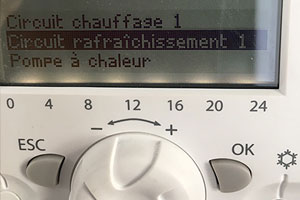 Circuit chauffage 1
Circuit rafraîchissement 1
Pompe à chaleur
0 4 8 12 16 20 24
− +
ESC OK